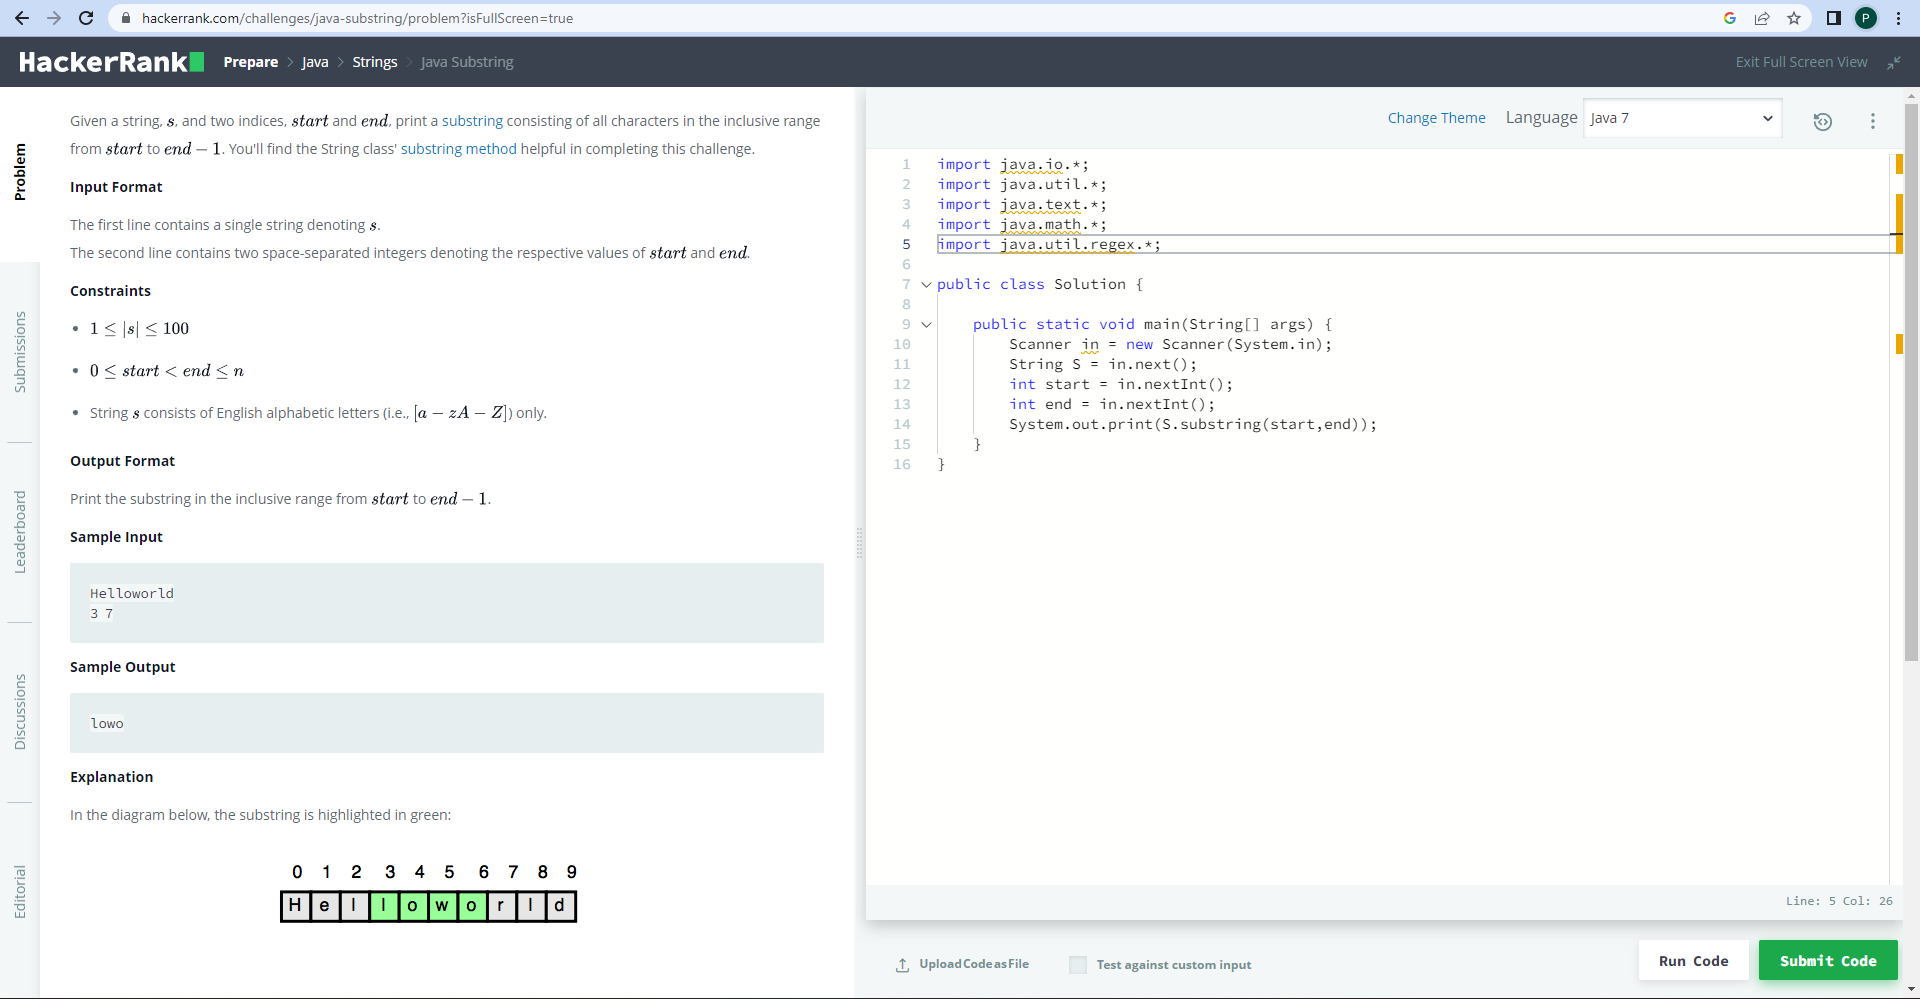 hackerrank.com/challenges/java-substring/problem?isFullScreen=true
G
P
HackerRank
Prepare > Java > Strings > Java Substring
Exit Full Screen View
Problem
Submissions
Leaderboard
Discussions
Editorial
Given a string, s, and two indices, start and end, print a substring consisting of all characters in the inclusive range
from start to end − 1. You'll find the String class' substring method helpful in completing this challenge.
Input Format
The first line contains a single string denoting s.
The second line contains two space-separated integers denoting the respective values of start and end.
Constraints
• 1 ≤ |s| ≤ 100
• 0 ≤ start < end ≤ n
• String s consists of English alphabetic letters (i.e., [a − zA − Z]) only.
Output Format
Print the substring in the inclusive range from start to end − 1.
Sample Input
Helloworld
3 7
Sample Output
lowo
Explanation
In the diagram below, the substring is highlighted in green:
0 1 2 3 4 5 6 7 8 9
H e l l o w o r l d
Change Theme Language Java 7
1 import java.io.*;
2 import java.util.*;
3 import java.text.*;
4 import java.math.*;
5 import java.util.regex.*;
6
7 public class Solution {
8
9     public static void main(String[] args) {
10         Scanner in = new Scanner(System.in);
11         String S = in.next();
12         int start = in.nextInt();
13         int end = in.nextInt();
14         System.out.print(S.substring(start,end));
15     }
16 }
Line: 5 Col: 26
Upload Code as File
Test against custom input
Run Code
Submit Code